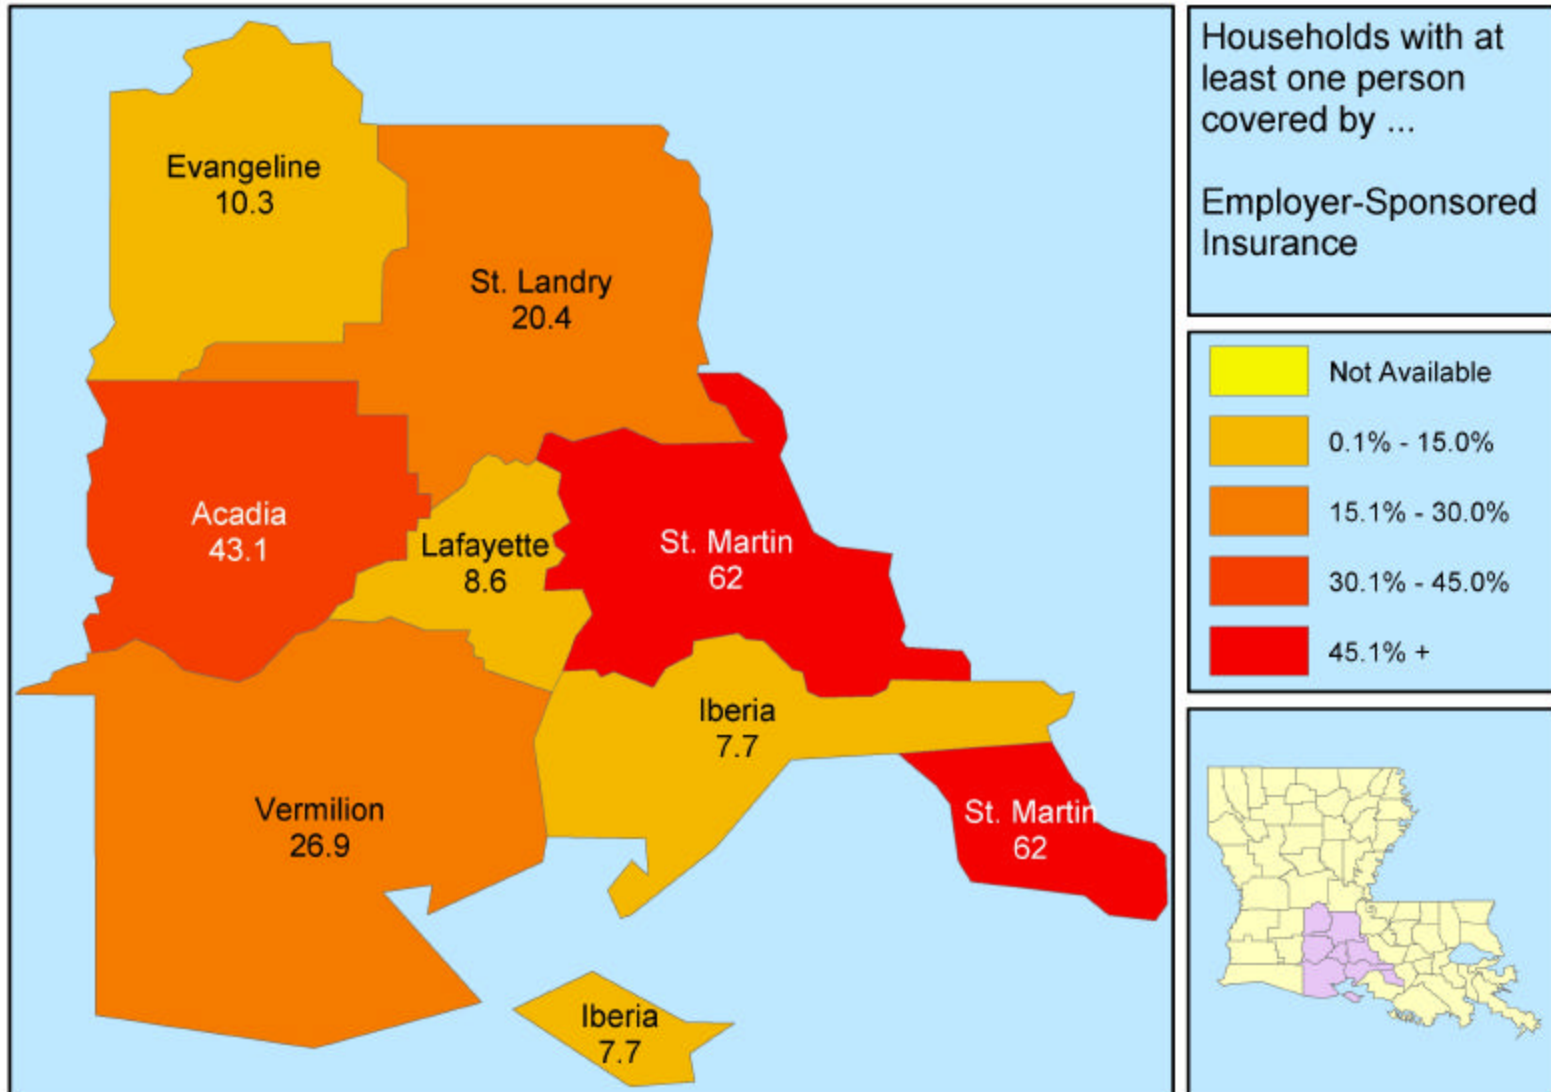 Households with at
least one person
covered by ...
Employer-Sponsored
Insurance
Not Available
0.1% - 15.0%
15.1% - 30.0%
30.1% - 45.0%
45.1% +
Evangeline
10.3
St. Landry
20.4
Acadia
43.1
Lafayette
8.6
St. Martin
62
Iberia
7.7
Vermilion
26.9
St. Martin
62
Iberia
7.7